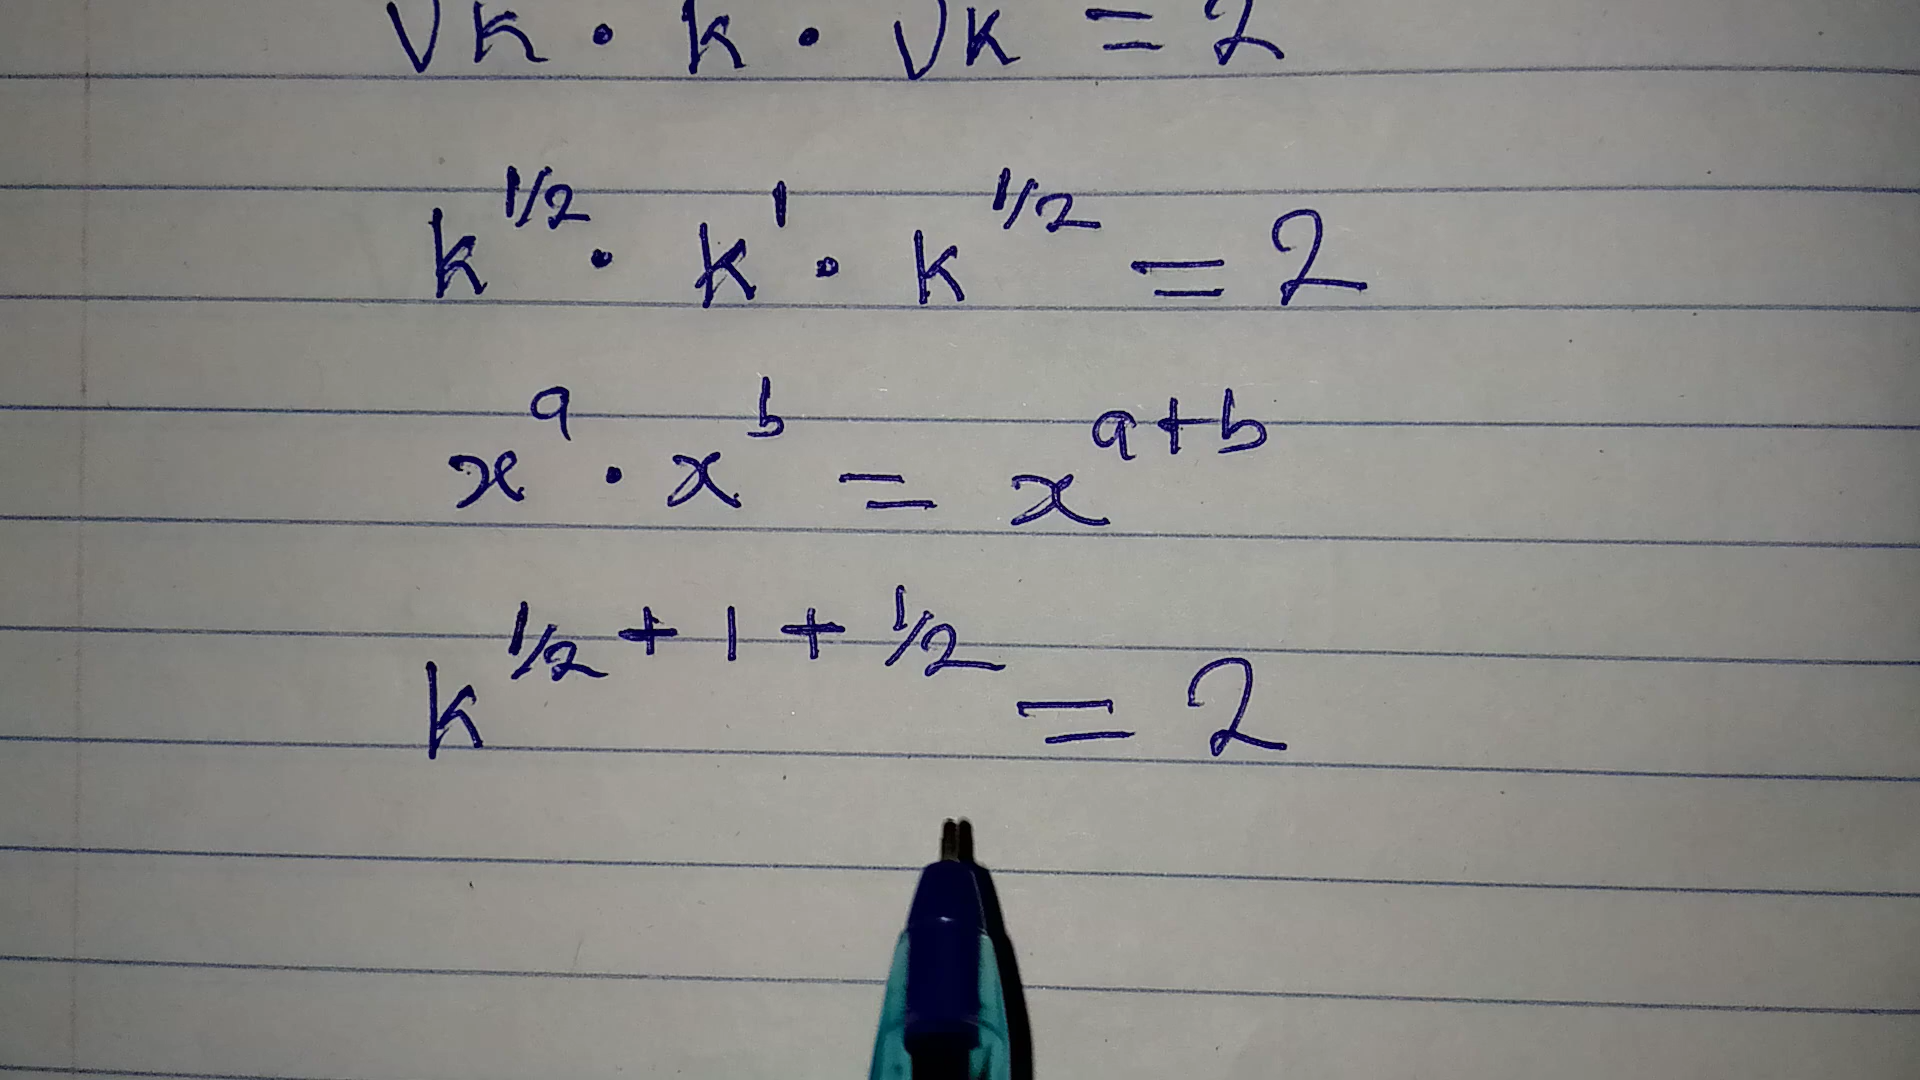 √k · k · √k = 2
k^1/2 · k^1 · k^1/2 = 2
x^a · x^b = x^a+b
k^1/2 + 1 + 1/2 = 2